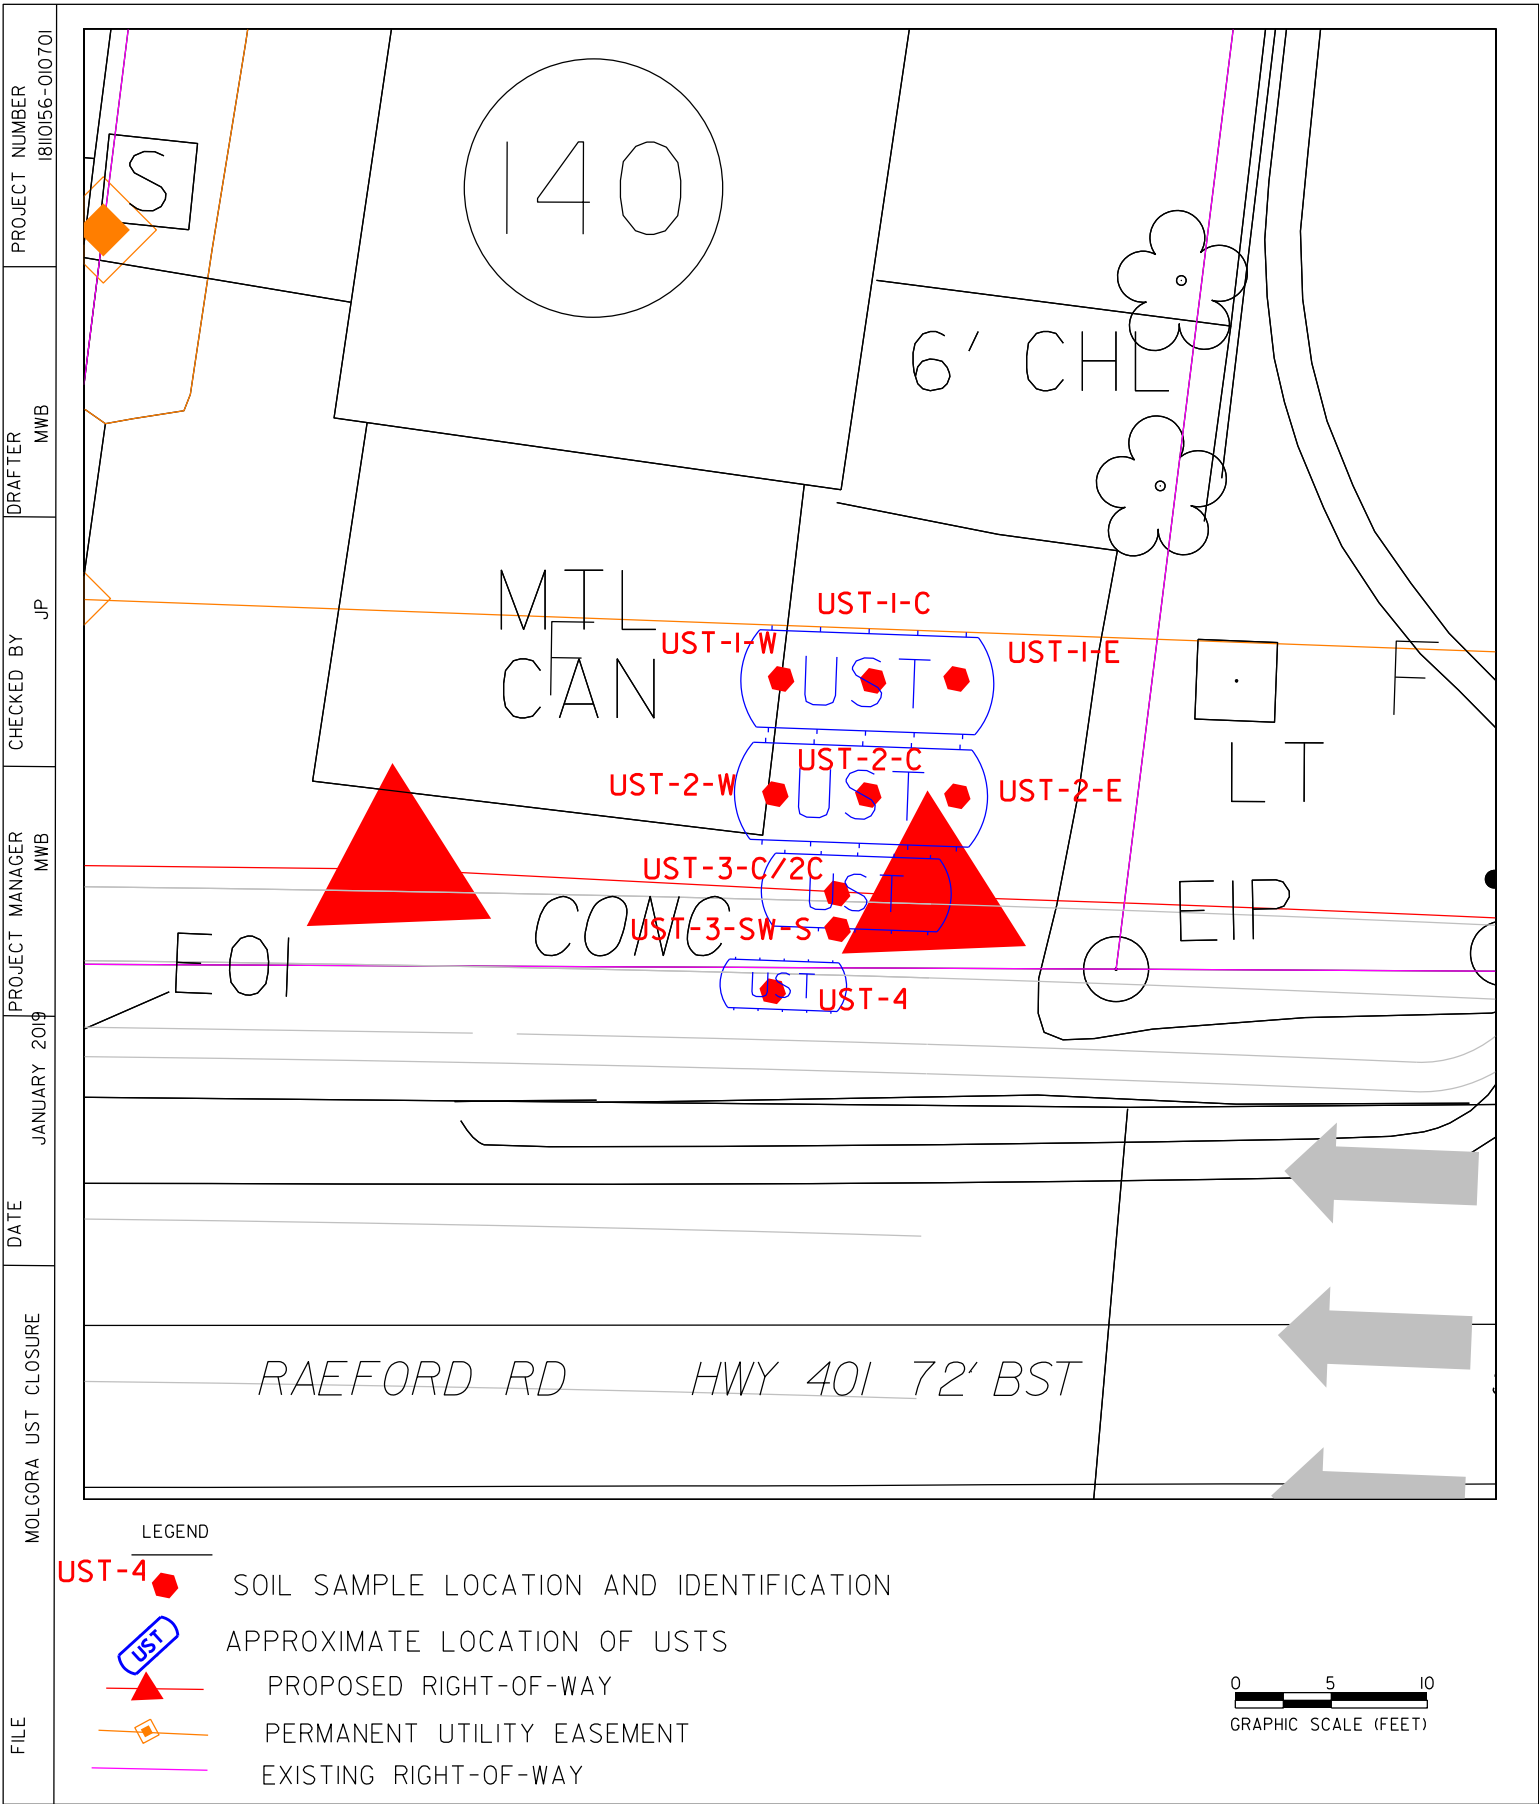 PROJECT NUMBER
18110156-010701
DRAFTER
MWB
CHECKED BY
JP
PROJECT MANAGER
MWB
DATE
JANUARY 2019
FILE
MOLGORA UST CLOSURE
S
140
6' CHL
MTL
F
CAN
UST-1-C
UST-1-W
UST-1-E
UST
UST-2-C
UST-2-W
UST-2-E
UST
UST-3-C/2C
UST
UST-3-SW-S
CONC
UST
UST-4
EOI
F
LT
EIP
RAEFORD RD HWY 401 72' BST
LEGEND
UST-4
SOIL SAMPLE LOCATION AND IDENTIFICATION
UST
APPROXIMATE LOCATION OF USTS
PROPOSED RIGHT-OF-WAY
PERMANENT UTILITY EASEMENT
EXISTING RIGHT-OF-WAY
0 5 10
GRAPHIC SCALE (FEET)